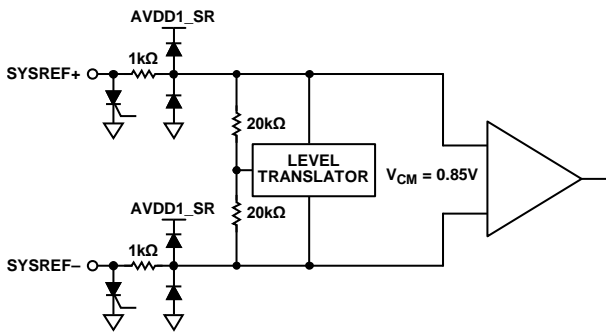 AVDD1_SR
1kΩ
SYSREF+
20kΩ
LEVEL
TRANSLATOR
VCM = 0.85V
20kΩ
AVDD1_SR
1kΩ
SYSREF–